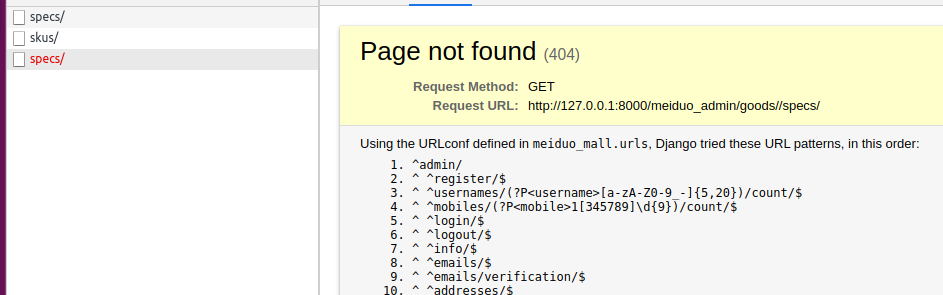 specs/
skus/
specs/
Page not found (404)
Request Method: GET
Request URL: http://127.0.0.1:8000/meiduo_admin/goods//specs/
Using the URLconf defined in meiduo_mall.urls, Django tried these URL patterns, in this order:
1. ^admin/
2. ^ ^register/$
3. ^ ^usernames/(?P<username>[a-zA-Z0-9_-]{5,20})/count/$
4. ^ ^mobiles/(?P<mobile>1[345789]\d{9})/count/$
5. ^ ^login/$
6. ^ ^logout/$
7. ^ ^info/$
8. ^ ^emails/$
9. ^ ^emails/verification/$
10. ^ ^addresses/$